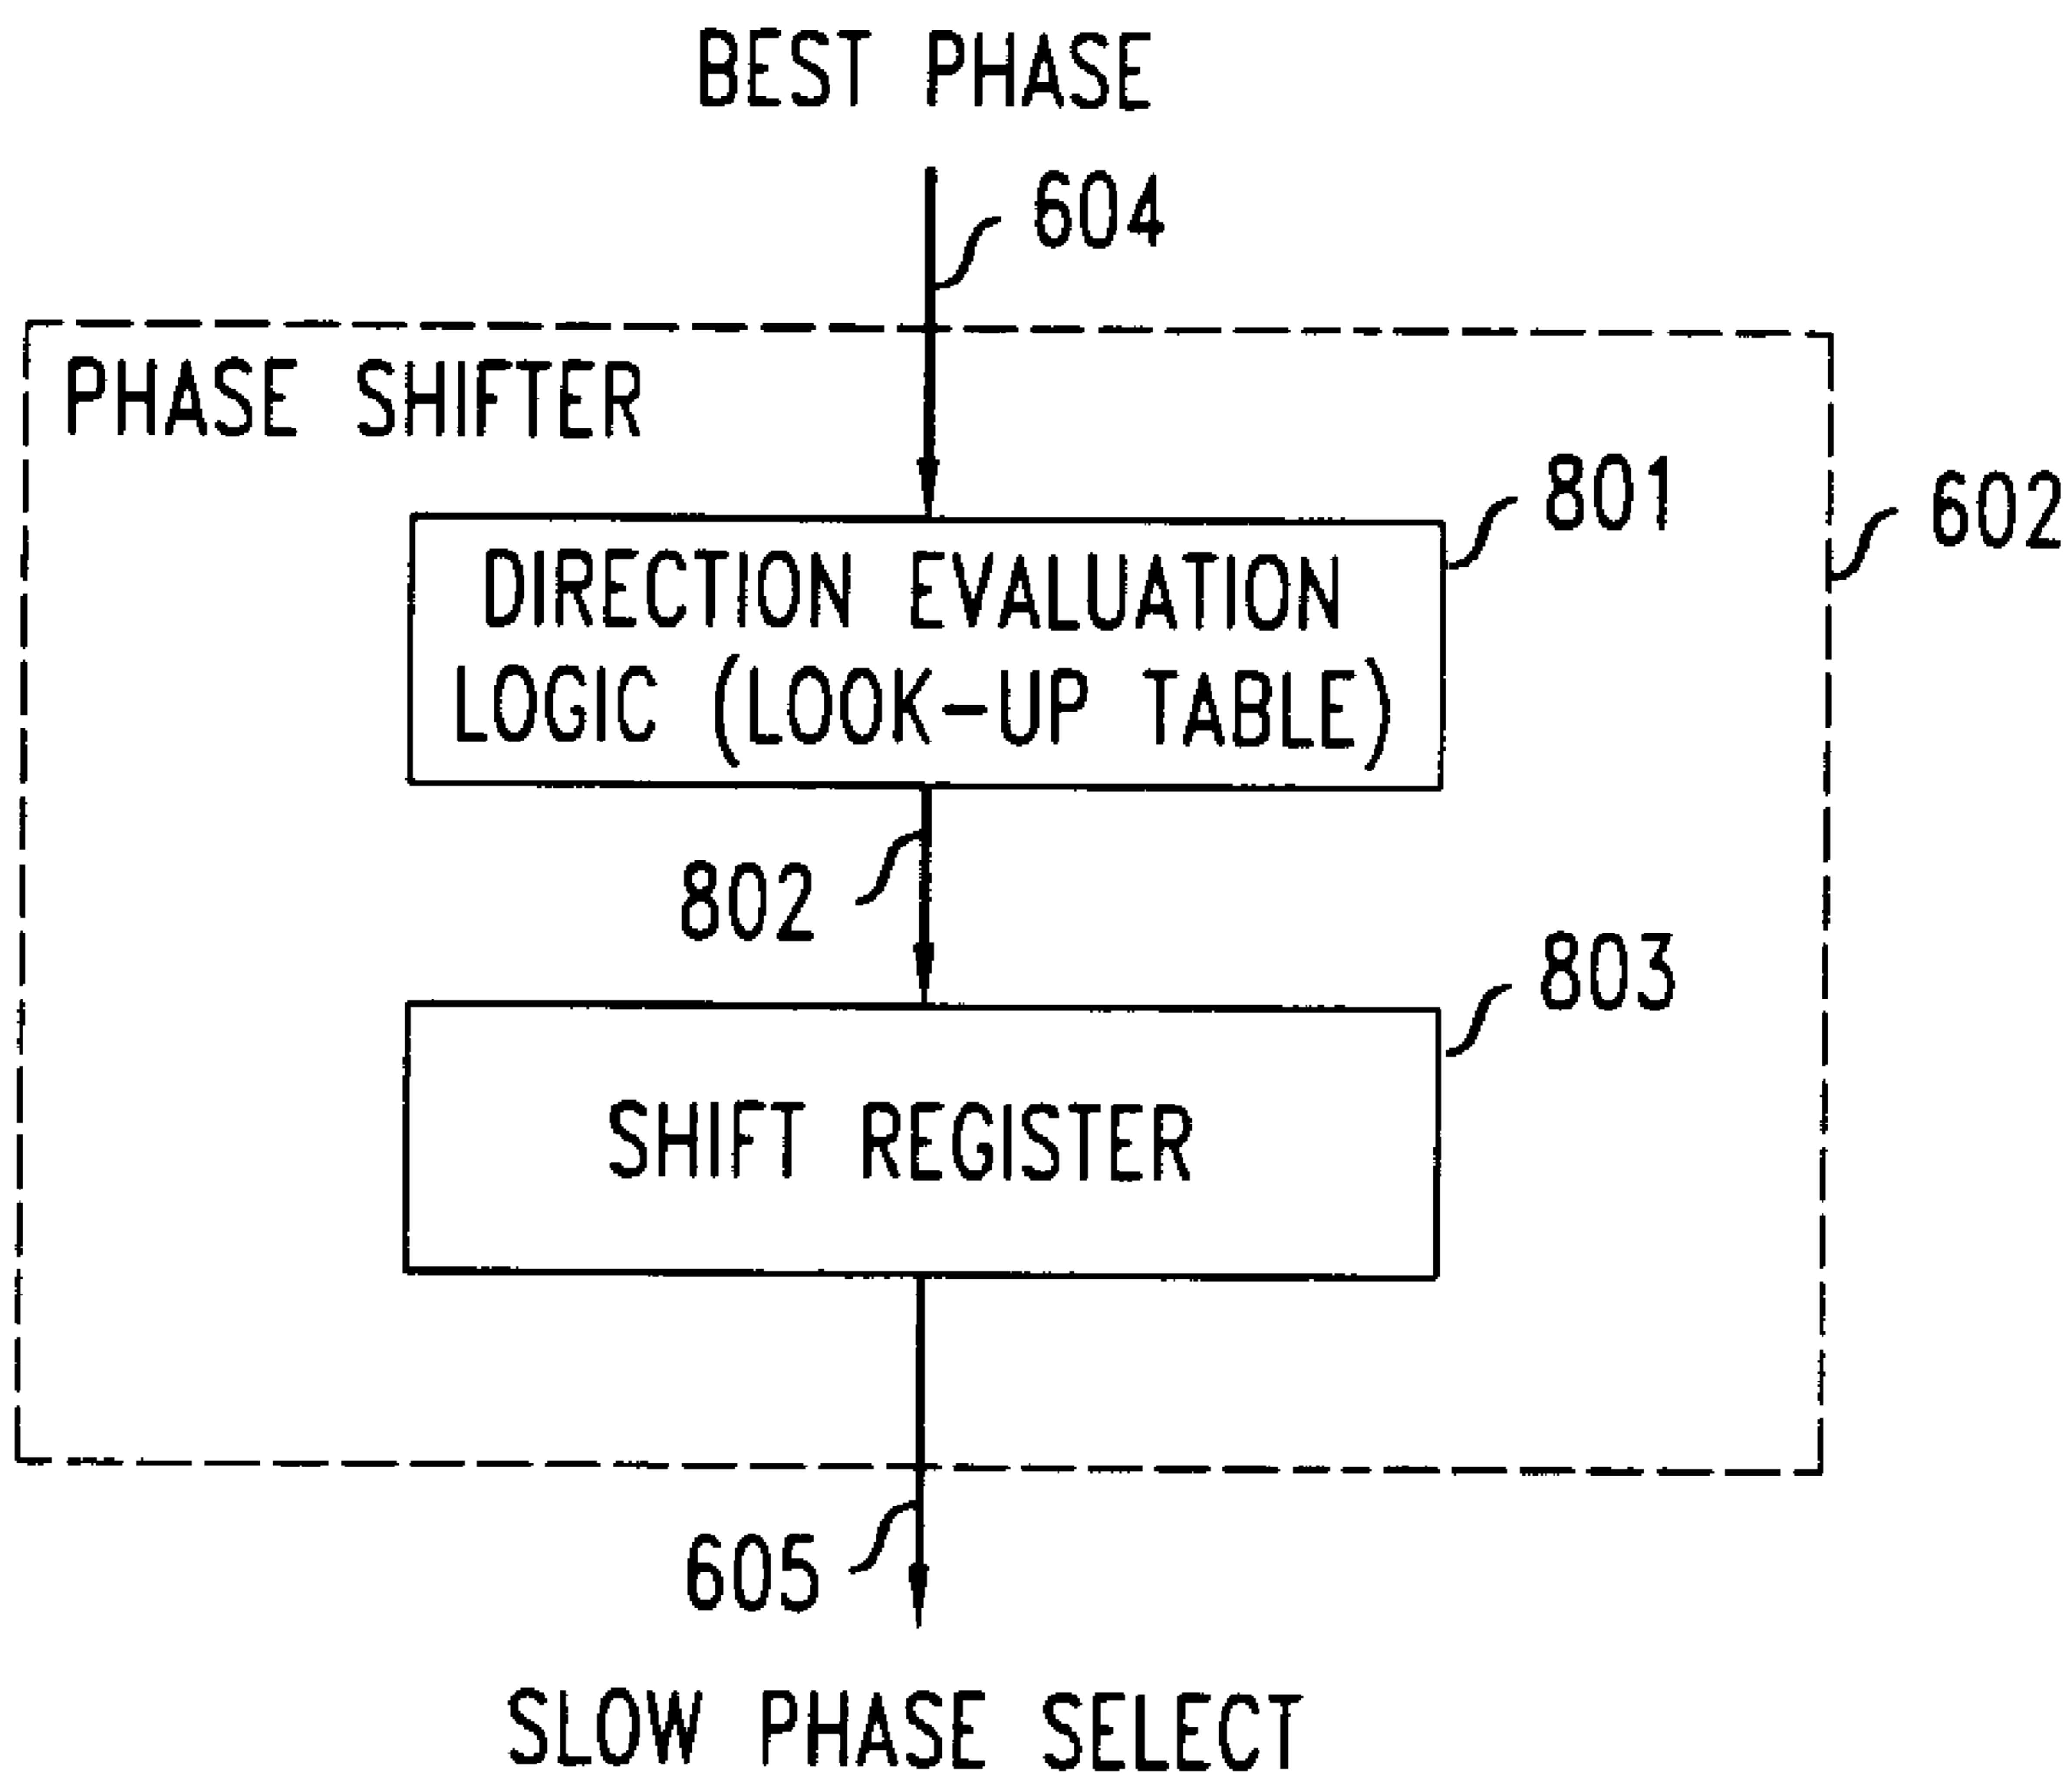 BEST PHASE
604
PHASE SHIFTER
801
602
DIRECTION EVALUATION
LOGIC (LOOK-UP TABLE)
802
803
SHIFT REGISTER
605
SLOW PHASE SELECT